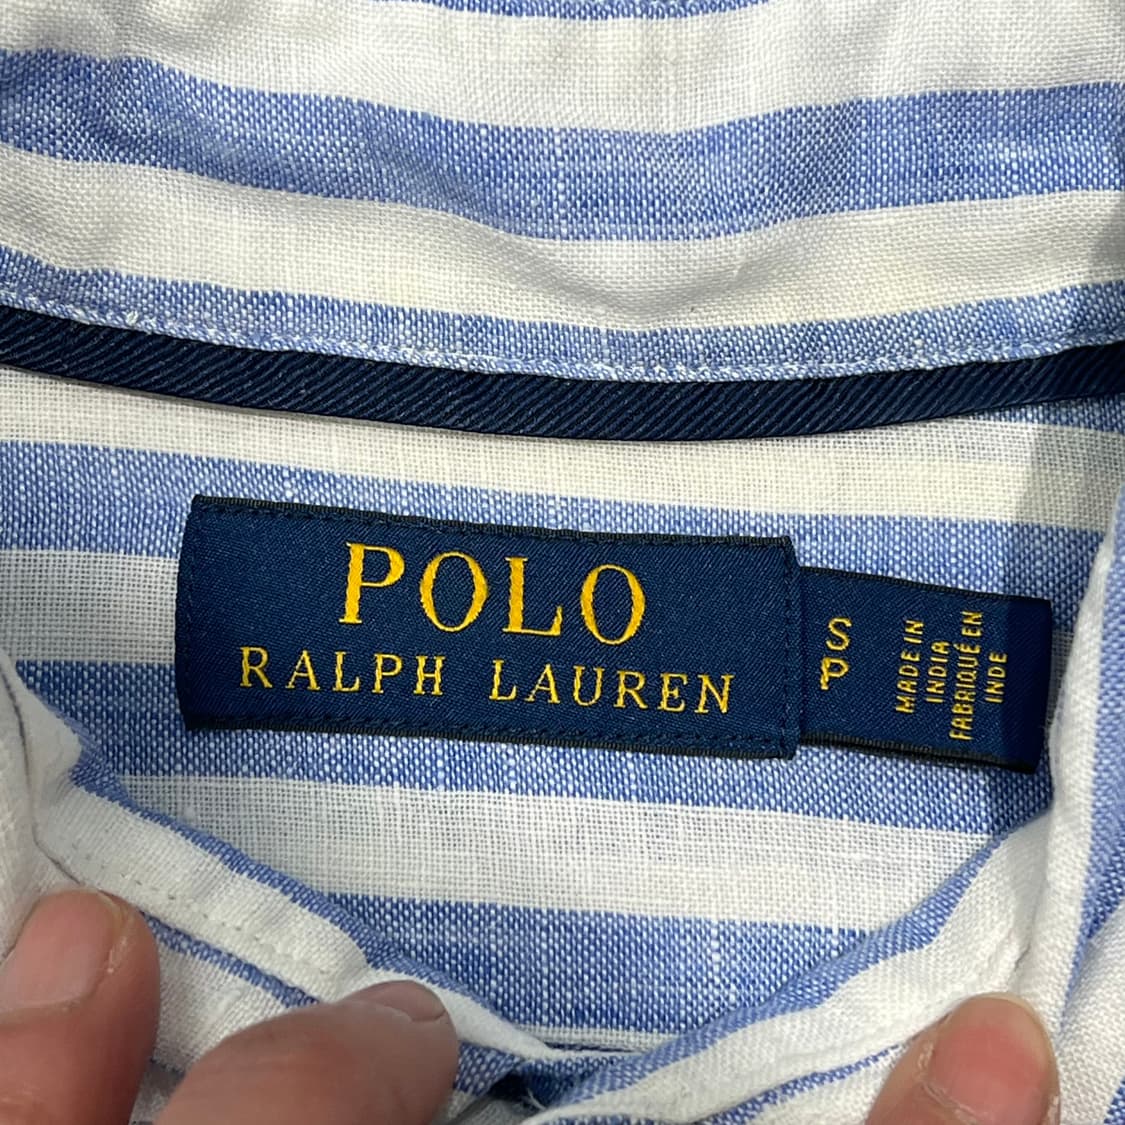 POLO
RALPH LAUREN
S
P
MADE IN
INDIA
FABRIQUÉ EN
INDE